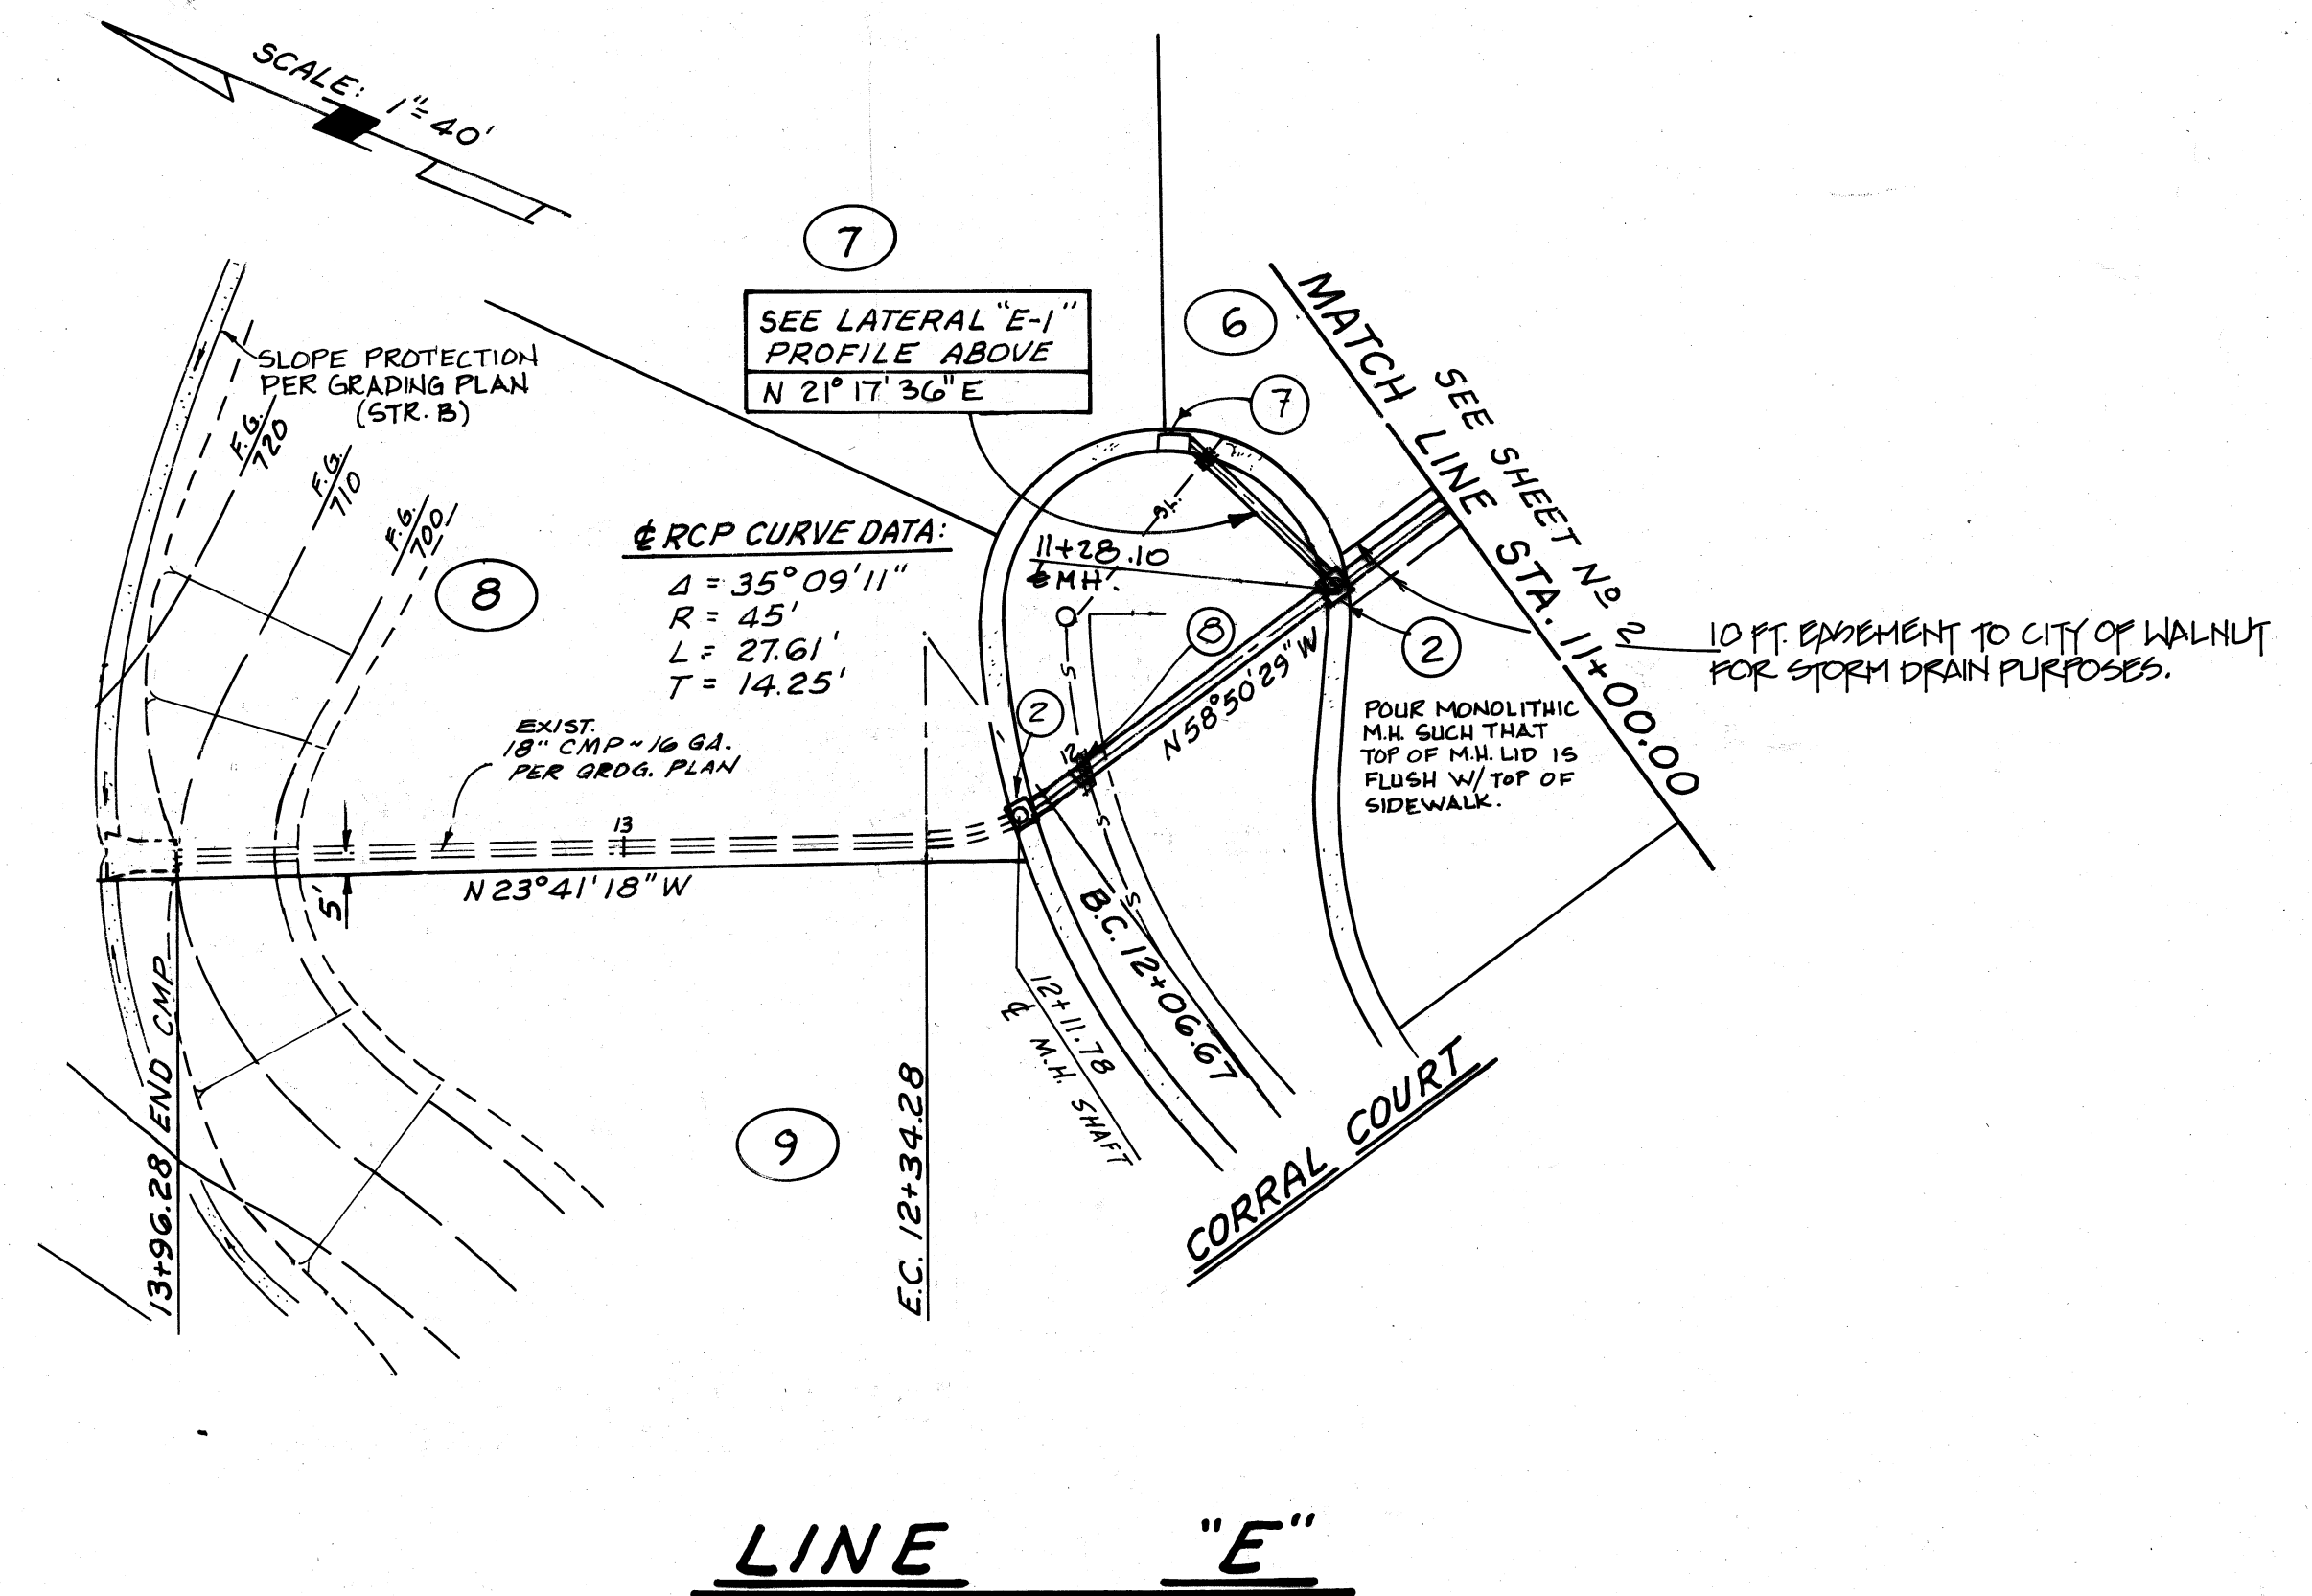 SCALE: 1"= 40'
7
SEE LATERAL "E-1"
PROFILE ABOVE
N 21° 17' 36" E
6
7
MATCH LINE STA. 11+00.00
SEE SHEET Nº 2
SLOPE PROTECTION
PER GRADING PLAN
(STR. B)
F.G.
720
F.G.
710
F.G.
700
8
℄ RCP CURVE DATA:
Δ = 35° 09' 11"
R = 45'
L = 27.61'
T = 14.25'
EXIST.
18" CMP ~ 16 GA.
PER GRDG. PLAN
11+28.10
℄ M.H.
8
2
10 FT. EASEMENT TO CITY OF WALNUT
FOR STORM DRAIN PURPOSES.
2
POUR MONOLITHIC
M.H. SUCH THAT
TOP OF M.H. LID IS
FLUSH W/ TOP OF
SIDEWALK.
N 58° 50' 29" W
S
12
S
S
13
N 23° 41' 18" W
5'
B.C. 12+06.67
12+11.78
℄ M.H. SHAFT
13+96.28 END CMP
E.C. 12+34.28
9
CORRAL COURT
LINE "E"